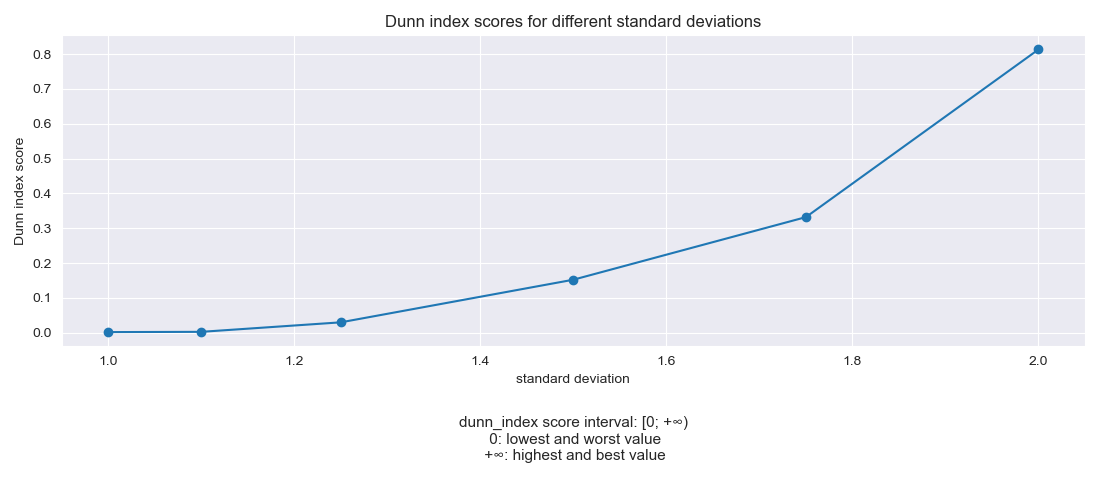 Dunn index scores for different standard deviations
0.8
0.7
0.6
0.5
0.4
0.3
0.2
0.1
0.0
Dunn index score
1.0 1.2 1.4 1.6 1.8 2.0
standard deviation
dunn_index score interval: [0; +∞)
0: lowest and worst value
+∞: highest and best value